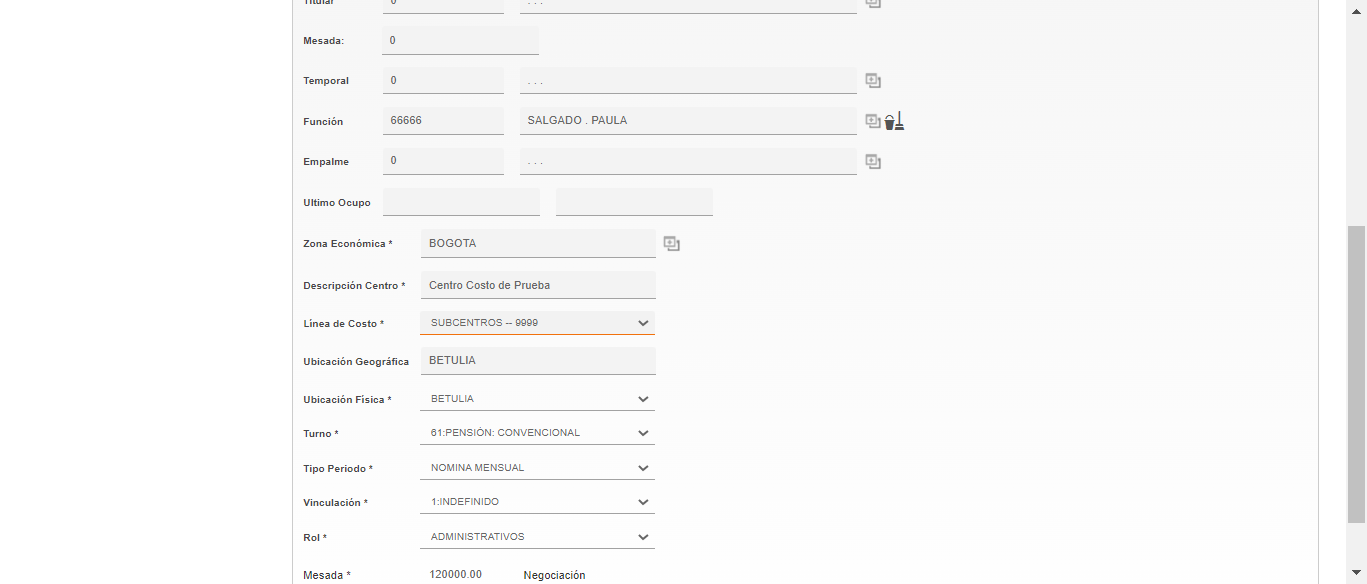 Titular 0 . . .
Mesada: 0
Temporal 0 . . .
Función 66666 SALGADO . PAULA
Empalme 0 . . .
Ultimo Ocupo
Zona Económica * BOGOTA
Descripción Centro * Centro Costo de Prueba
Línea de Costo * SUBCENTROS -- 9999
Ubicación Geográfica BETULIA
Ubicación Física * BETULIA
Turno * 61:PENSIÓN: CONVENCIONAL
Tipo Periodo * NOMINA MENSUAL
Vinculación * 1:INDEFINIDO
Rol * ADMINISTRATIVOS
Mesada * 120000.00 Negociación